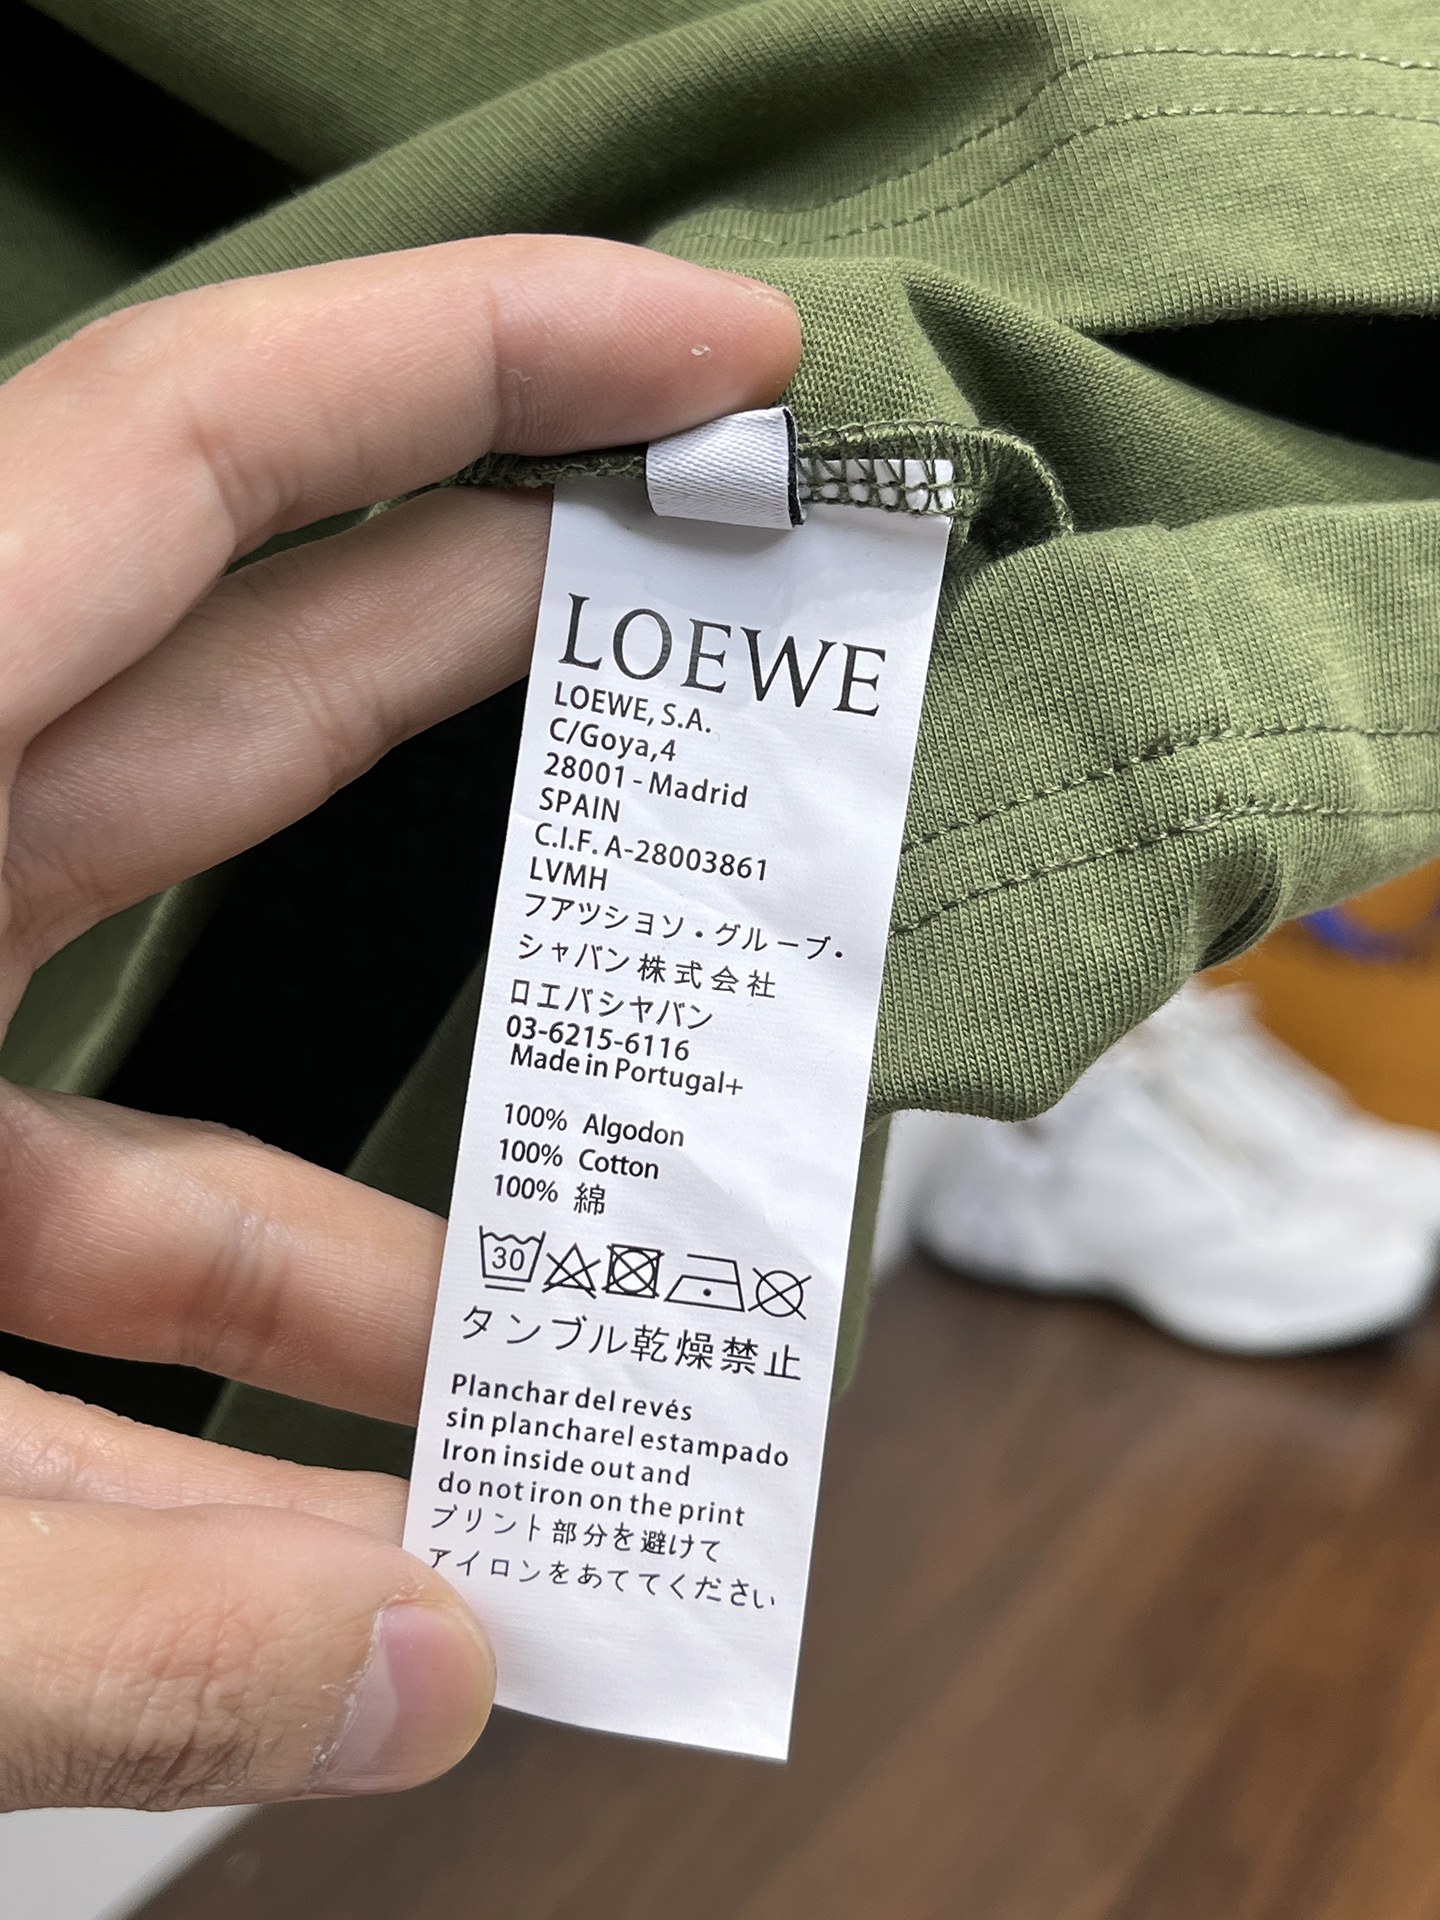 LOEWE
LOEWE, S.A.
C/Goya,4
28001 - Madrid
SPAIN
C.I.F. A-28003861
LVMH
フアツシヨソ・グループ・
シャバン株式会社
ロエバシヤバン
03-6215-6116
Made in Portugal+
100% Algodon
100% Cotton
100% 綿
30
タンブル乾燥禁止
Planchar del revés
sin plancharel estampado
Iron inside out and
do not iron on the print
プリント部分を避けて
アイロンをあててください